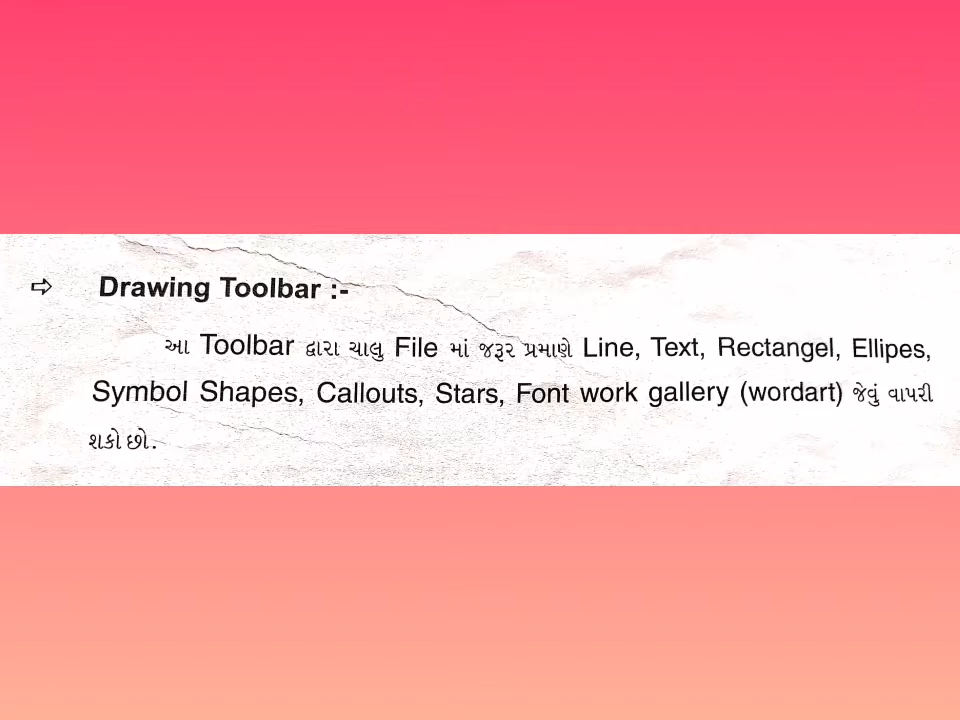 ⇨ Drawing Toolbar :-
આ Toolbar દ્વારા ચાલુ File માં જરૂર પ્રમાણે Line, Text, Rectangel, Ellipes,
Symbol Shapes, Callouts, Stars, Font work gallery (wordart) જેવું વાપરી
શકો છો.